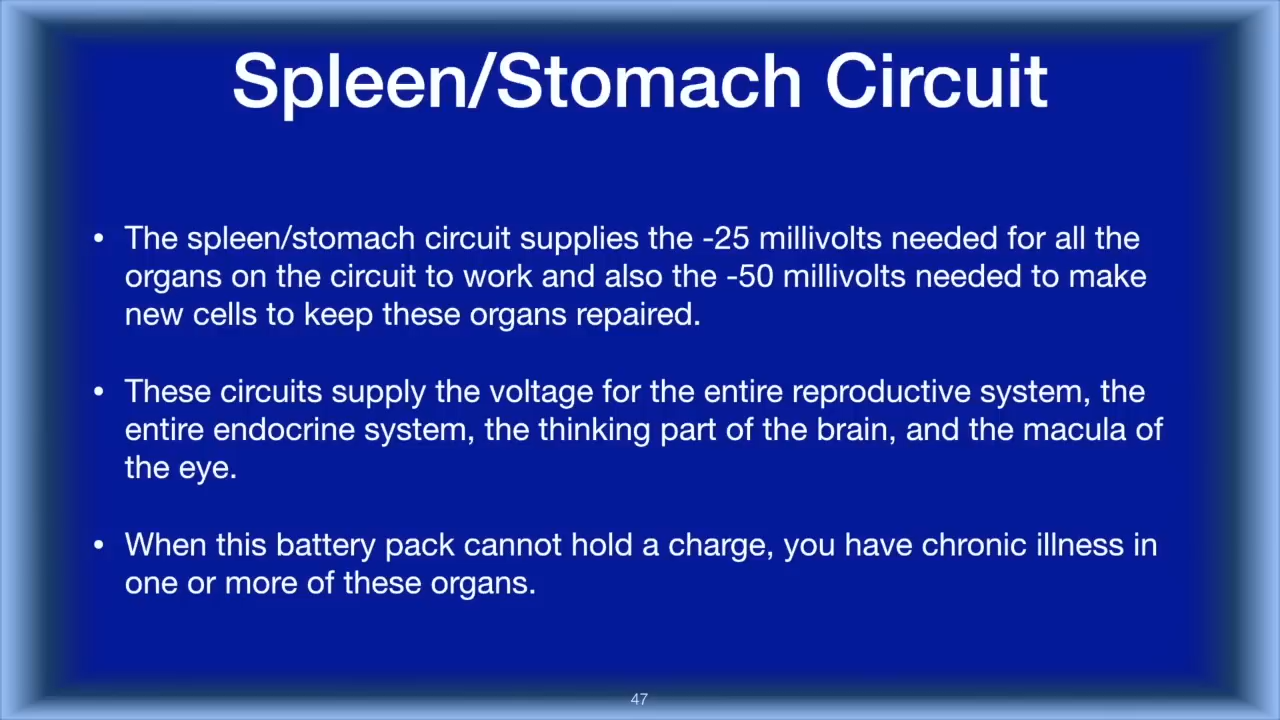 Spleen/Stomach Circuit
• The spleen/stomach circuit supplies the -25 millivolts needed for all the
organs on the circuit to work and also the -50 millivolts needed to make
new cells to keep these organs repaired.
• These circuits supply the voltage for the entire reproductive system, the
entire endocrine system, the thinking part of the brain, and the macula of
the eye.
• When this battery pack cannot hold a charge, you have chronic illness in
one or more of these organs.
47